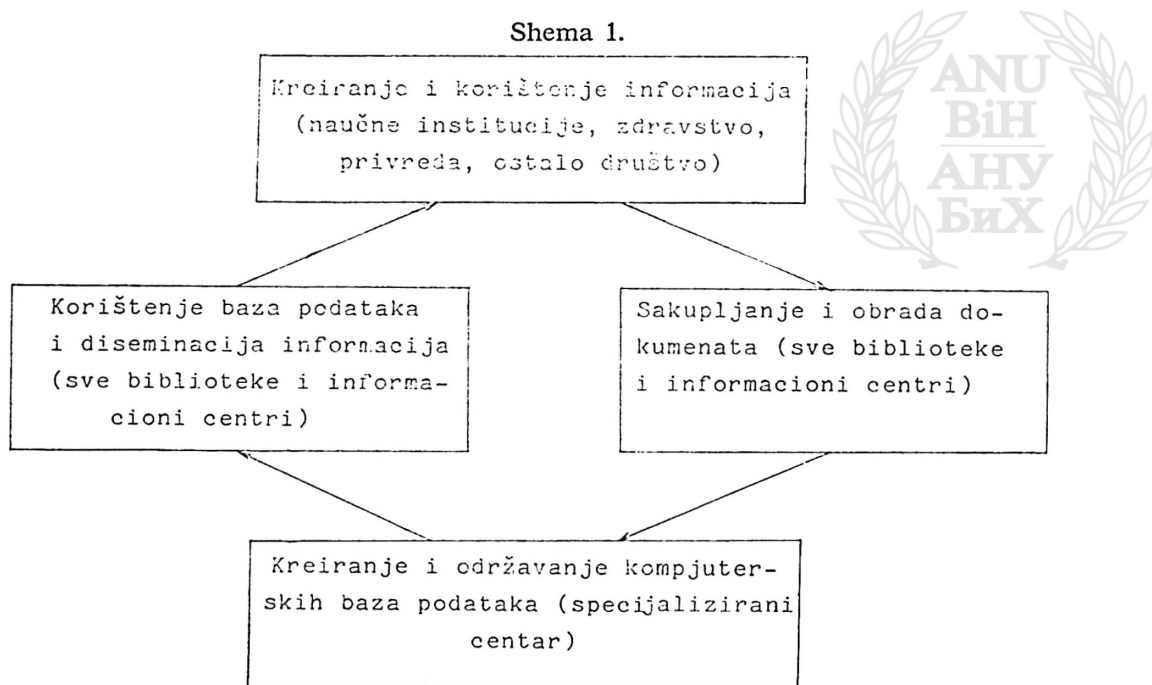 Shema 1.
Kreiranje i korištenje informacija
(naučne institucije, zdravstvo,
privreda, ostalo društvo)
ANU
BiH
АНУ
БиХ
Korištenje baza podataka
i diseminacija informacija
(sve biblioteke i informa-
cioni centri)
Sakupljanje i obrada do-
kumenata (sve biblioteke
i informacioni centri)
Kreiranje i održavanje kompjuter-
skih baza podataka (specijalizirani
centar)